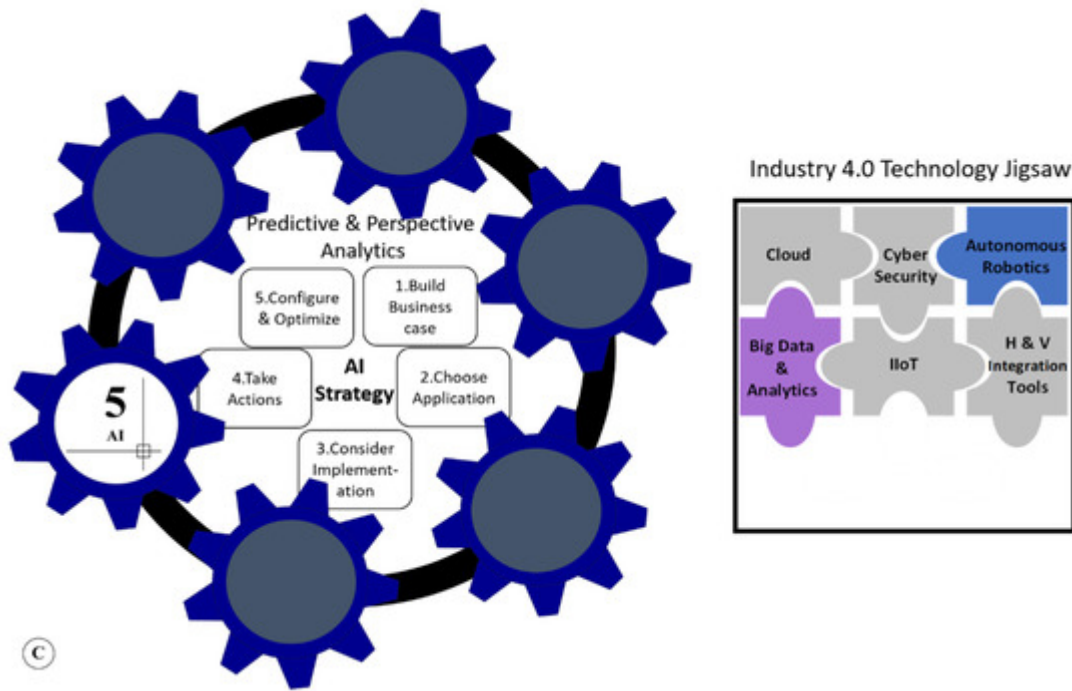 Predictive & Perspective
Analytics
5.Configure
& Optimize
1.Build
Business
case
4.Take
Actions
AI
Strategy
2.Choose
Application
3.Consider
Implement-
ation
5
AI
C
Industry 4.0 Technology Jigsaw
Cloud
Cyber
Security
Autonomous
Robotics
Big Data
&
Analytics
IIoT
H & V
Integration
Tools